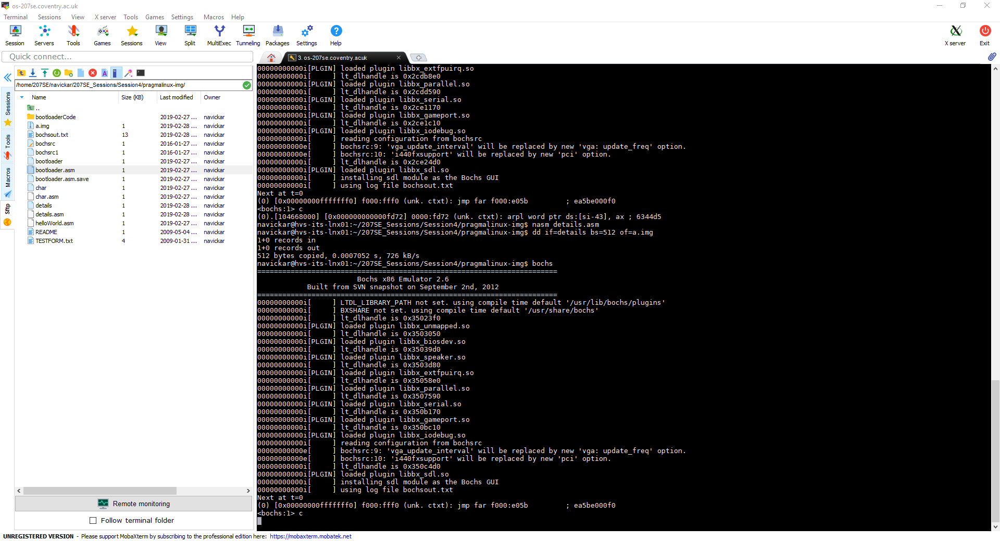 os-207se.coventry.ac.uk
Terminal Sessions View X server Tools Games Settings Macros Help
Session Servers Tools Games Sessions View Split MultiExec Tunneling Packages Settings Help X server Exit
Quick connect...
3. os-207se.coventry.ac.uk
/home/207SE/navickar/207SE_Sessions/Session4/pragmalinux-img/
Name Size (KB) Last modified Owner
..
bootloaderCode 2019-02-27 ... navickar
a.img 1 2019-02-28 ... navickar
bochsout.txt 13 2019-02-28 ... navickar
bochsrc 1 2016-01-27 ... navickar
bochsrc1 1 2016-01-27 ... navickar
bootloader 1 2019-02-27 ... navickar
bootloader.asm 1 2019-02-27 ... navickar
bootloader.asm.save 1 2019-02-27 ... navickar
char 1 2019-02-27 ... navickar
char.asm 1 2019-02-27 ... navickar
details 1 2019-02-28 ... navickar
details.asm 1 2019-02-28 ... navickar
helloWorld.asm 1 2019-02-27 ... navickar
README 1 2009-05-04 ... navickar
TESTFORM.txt 4 2009-01-31 ... navickar
Sessions
Tools
Macros
Sftp
Remote monitoring
Follow terminal folder
00000000000i[PLGIN] loaded plugin libbx_extfpuirq.so
00000000000i[     ] lt_dlhandle is 0x2cdb8e0
00000000000i[PLGIN] loaded plugin libbx_parallel.so
00000000000i[     ] lt_dlhandle is 0x2cdd590
00000000000i[PLGIN] loaded plugin libbx_serial.so
00000000000i[     ] lt_dlhandle is 0x2ce1170
00000000000i[PLGIN] loaded plugin libbx_gameport.so
00000000000i[     ] lt_dlhandle is 0x2ce1c10
00000000000i[PLGIN] loaded plugin libbx_iodebug.so
00000000000i[     ] reading configuration from bochsrc
00000000000e[     ] bochsrc:9: 'vga_update_interval' will be replaced by new 'vga: update_freq' option.
00000000000e[     ] bochsrc:10: 'i440fxsupport' will be replaced by new 'pci' option.
00000000000i[     ] lt_dlhandle is 0x2ce24d0
00000000000i[PLGIN] loaded plugin libbx_sdl.so
00000000000i[     ] installing sdl module as the Bochs GUI
00000000000i[     ] using log file bochsout.txt
Next at t=0
(0) [0x00000000fffffff0] f000:fff0 (unk. ctxt): jmp far f000:e05b         ; ea5be000f0
<bochs:1> c
(0).[104668000] [0x000000000000fd72] 0000:fd72 (unk. ctxt): arpl word ptr ds:[si-43], ax ; 6344d5
navickar@hvs-its-lnx01:~/207SE_Sessions/Session4/pragmalinux-img$ nasm details.asm
navickar@hvs-its-lnx01:~/207SE_Sessions/Session4/pragmalinux-img$ dd if=details bs=512 of=a.img
1+0 records in
1+0 records out
512 bytes copied, 0.0007052 s, 726 kB/s
navickar@hvs-its-lnx01:~/207SE_Sessions/Session4/pragmalinux-img$ bochs
========================================================================
Bochs x86 Emulator 2.6
Built from SVN snapshot on September 2nd, 2012
========================================================================
00000000000i[     ] LTDL_LIBRARY_PATH not set. using compile time default '/usr/lib/bochs/plugins'
00000000000i[     ] BXSHARE not set. using compile time default '/usr/share/bochs'
00000000000i[     ] lt_dlhandle is 0x35023f0
00000000000i[PLGIN] loaded plugin libbx_unmapped.so
00000000000i[     ] lt_dlhandle is 0x3503050
00000000000i[PLGIN] loaded plugin libbx_biosdev.so
00000000000i[     ] lt_dlhandle is 0x35039d0
00000000000i[PLGIN] loaded plugin libbx_speaker.so
00000000000i[     ] lt_dlhandle is 0x3503d80
00000000000i[PLGIN] loaded plugin libbx_extfpuirq.so
00000000000i[     ] lt_dlhandle is 0x35058e0
00000000000i[PLGIN] loaded plugin libbx_parallel.so
00000000000i[     ] lt_dlhandle is 0x3507590
00000000000i[PLGIN] loaded plugin libbx_serial.so
00000000000i[     ] lt_dlhandle is 0x350b170
00000000000i[PLGIN] loaded plugin libbx_gameport.so
00000000000i[     ] lt_dlhandle is 0x350bc10
00000000000i[PLGIN] loaded plugin libbx_iodebug.so
00000000000i[     ] reading configuration from bochsrc
00000000000e[     ] bochsrc:9: 'vga_update_interval' will be replaced by new 'vga: update_freq' option.
00000000000e[     ] bochsrc:10: 'i440fxsupport' will be replaced by new 'pci' option.
00000000000i[     ] lt_dlhandle is 0x350c4d0
00000000000i[PLGIN] loaded plugin libbx_sdl.so
00000000000i[     ] installing sdl module as the Bochs GUI
00000000000i[     ] using log file bochsout.txt
Next at t=0
(0) [0x00000000fffffff0] f000:fff0 (unk. ctxt): jmp far f000:e05b         ; ea5be000f0
<bochs:1> c
UNREGISTERED VERSION - Please support MobaXterm by subscribing to the professional edition here: https://mobaxterm.mobatek.net